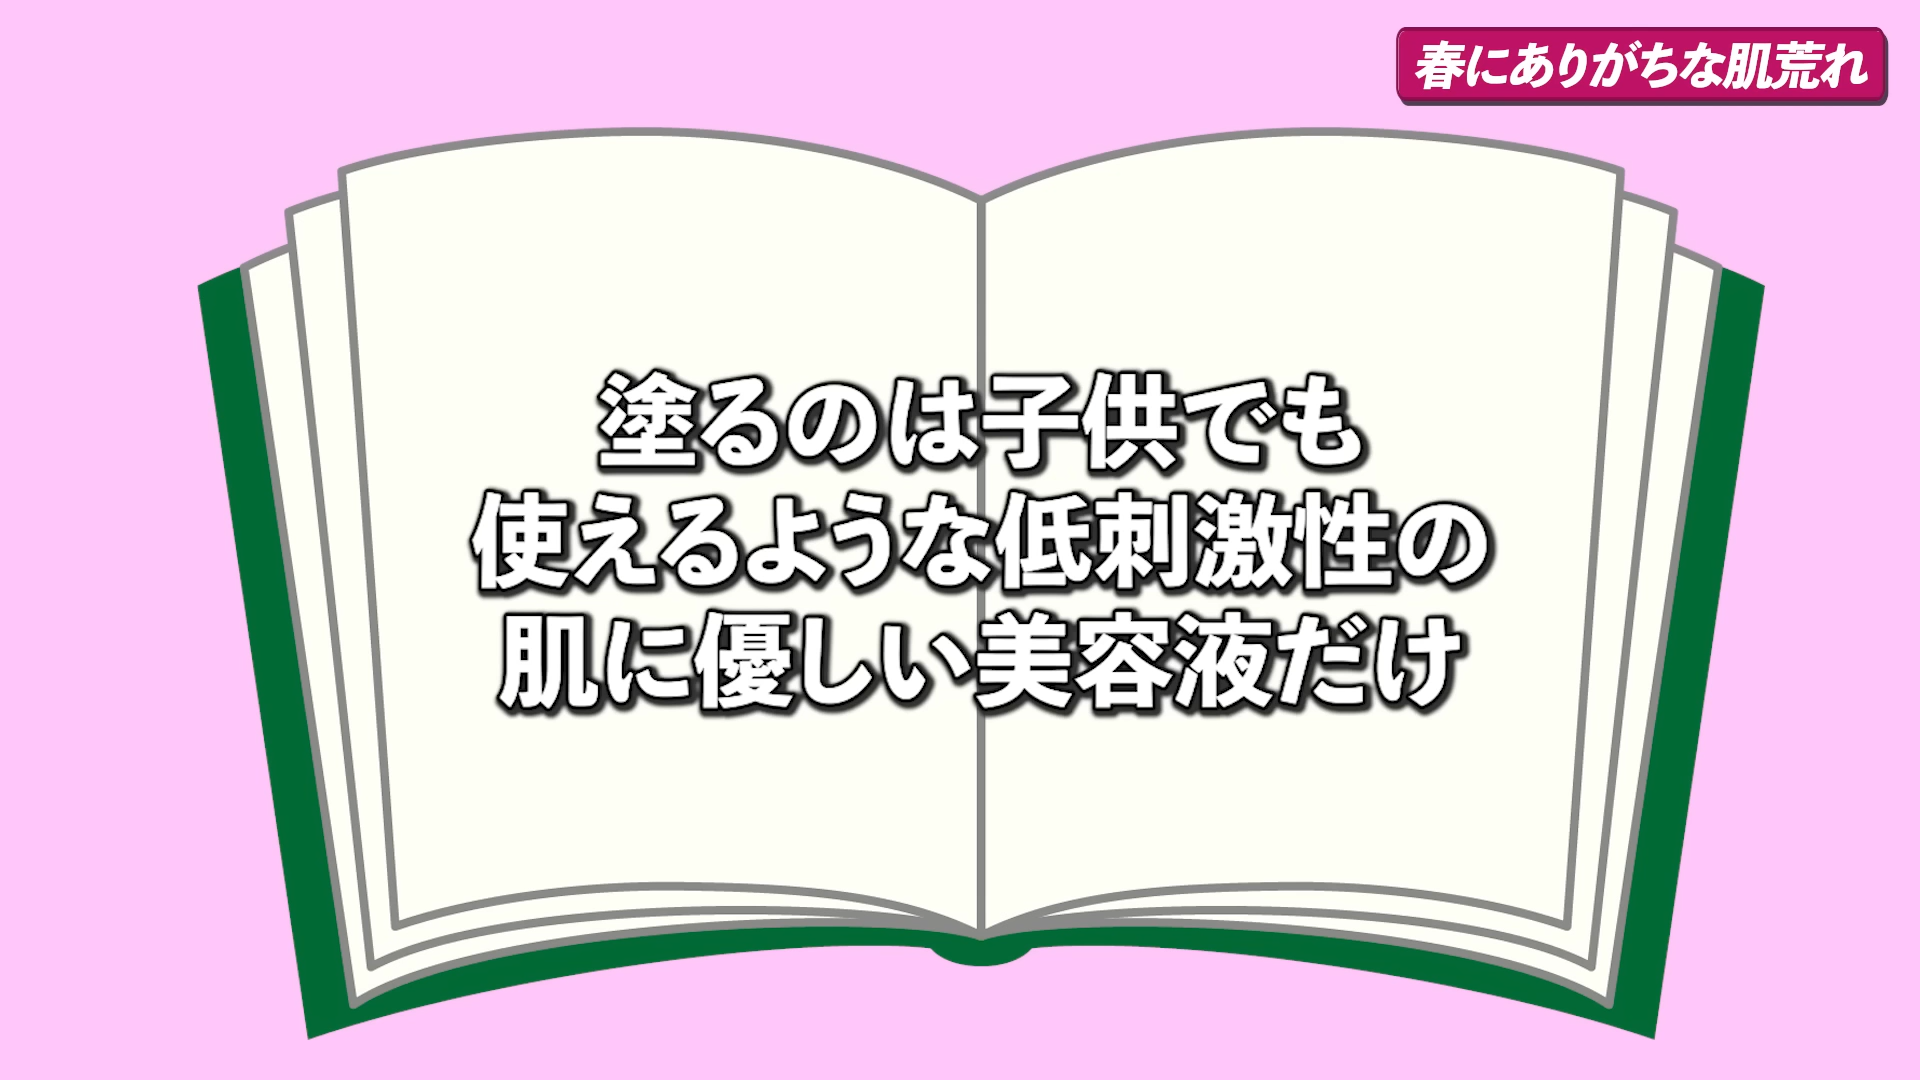 春にありがちな肌荒れ
塗るのは子供でも
使えるような低刺激性の
肌に優しい美容液だけ